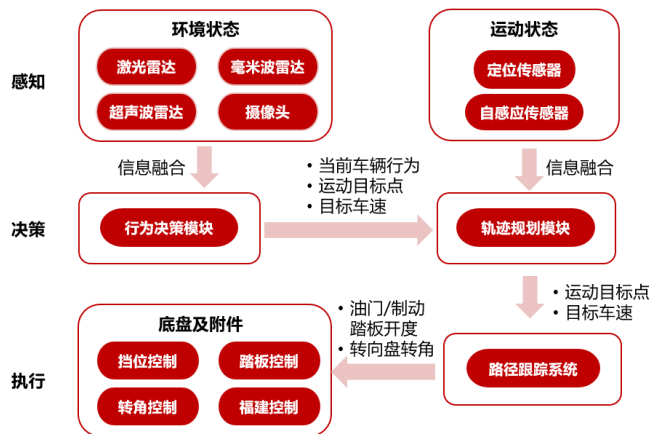 环境状态
运动状态
感知
激光雷达
毫米波雷达
定位传感器
超声波雷达
摄像头
自感应传感器
信息融合
• 当前车辆行为
• 运动目标点
• 目标车速
信息融合
决策
行为决策模块
轨迹规划模块
• 运动目标点
• 目标车速
底盘及附件
• 油门/制动
踏板开度
• 转向盘转角
执行
挡位控制
踏板控制
路径跟踪系统
转角控制
福建控制